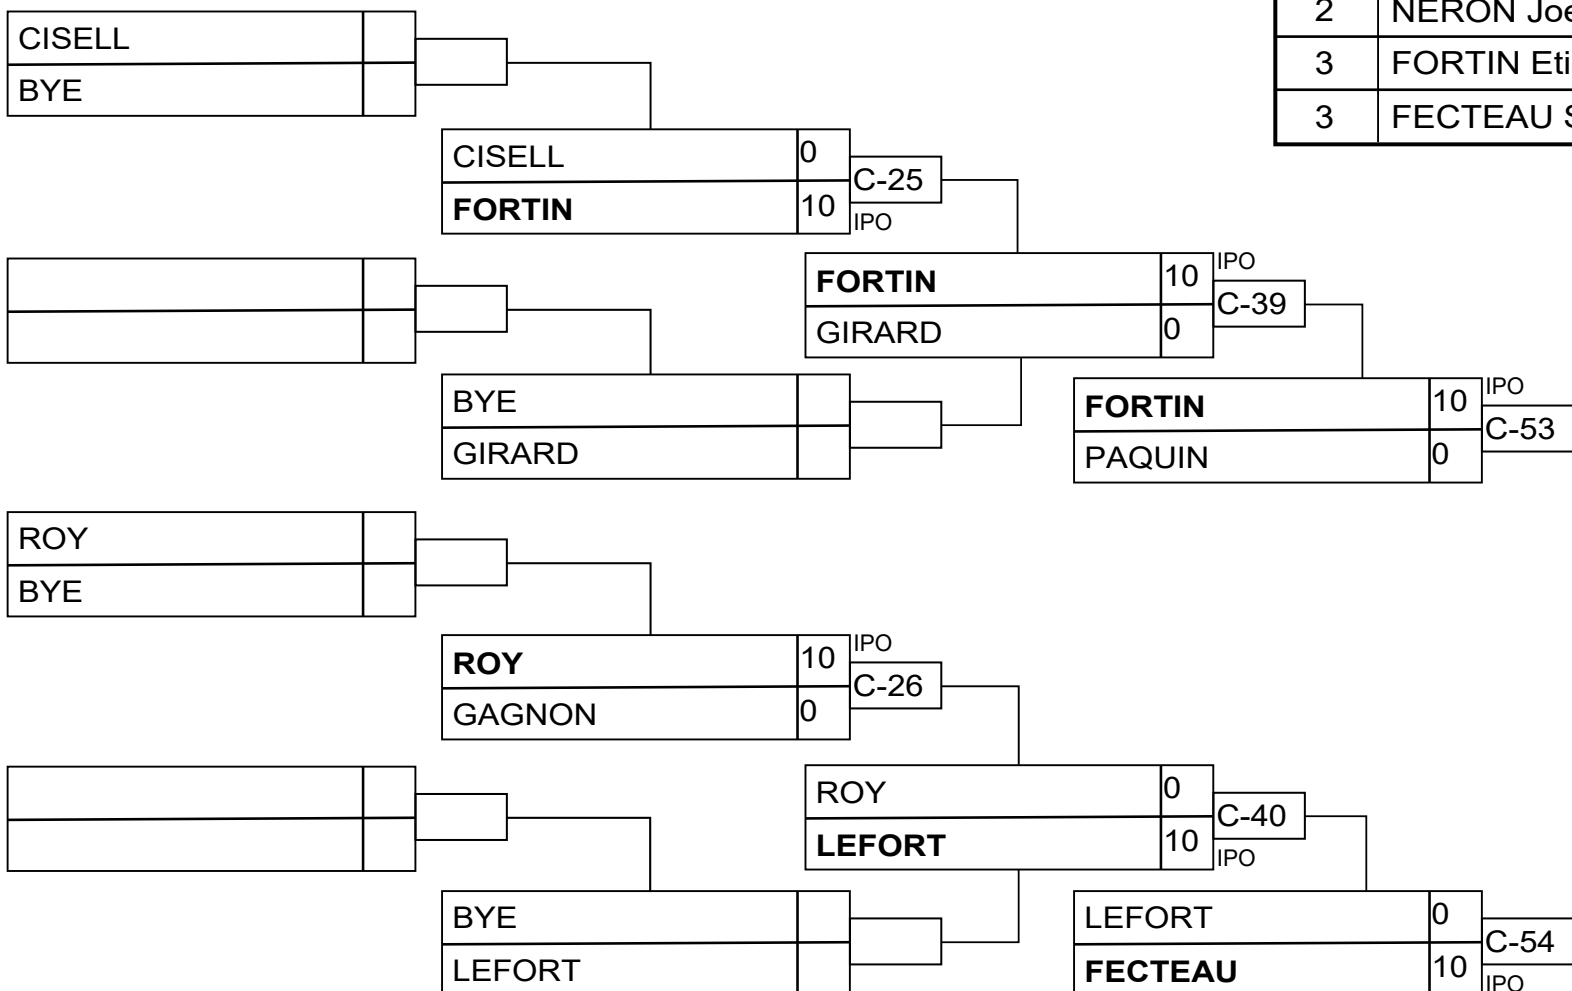 2 NERON Joe
3 FORTIN Eti
3 FECTEAU
CISELL
BYE
CISELL 0
FORTIN 10
C-25
IPO
FORTIN 10
GIRARD 0
IPO
C-39
BYE
GIRARD
FORTIN 10
PAQUIN 0
IPO
C-53
ROY
BYE
ROY 10
GAGNON 0
IPO
C-26
ROY 0
LEFORT 10
C-40
IPO
BYE
LEFORT
LEFORT 0
FECTEAU 10
C-54
IPO